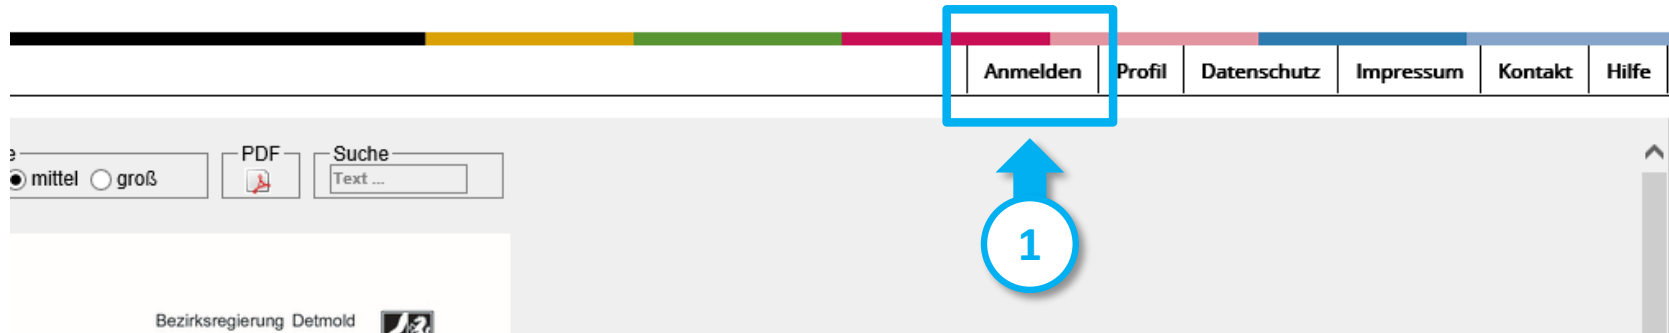 Anmelden Profil Datenschutz Impressum Kontakt Hilfe
PDF Suche
mittel groß Text ...
1
Bezirksregierung Detmold